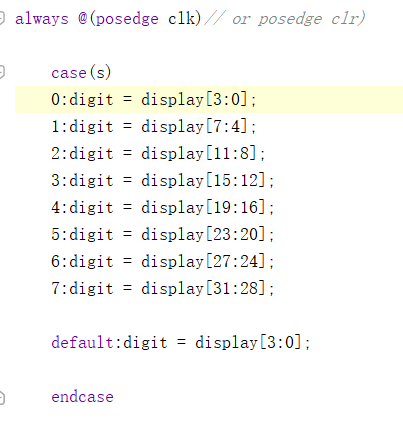 always @(posedge clk)// or posedge clr)
case(s)
0:digit = display[3:0];
1:digit = display[7:4];
2:digit = display[11:8];
3:digit = display[15:12];
4:digit = display[19:16];
5:digit = display[23:20];
6:digit = display[27:24];
7:digit = display[31:28];
default:digit = display[3:0];
endcase